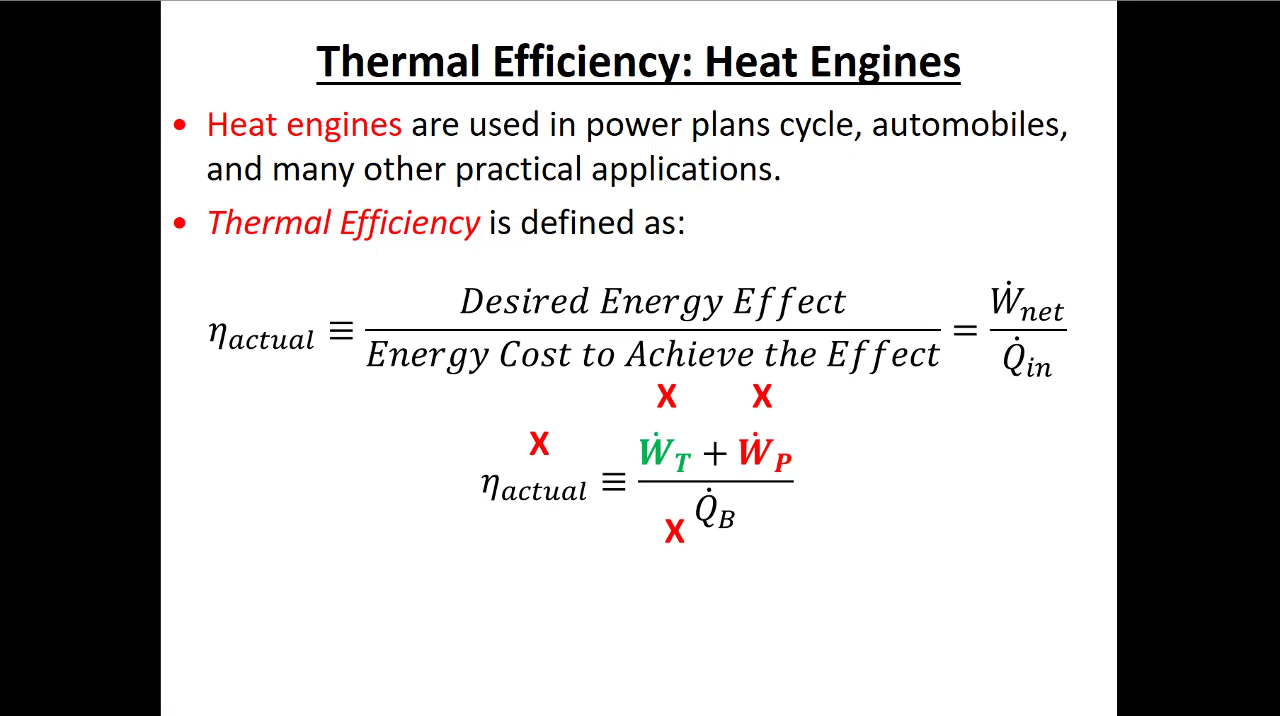 Thermal Efficiency: Heat Engines
• Heat engines are used in power plans cycle, automobiles,
and many other practical applications.
• Thermal Efficiency is defined as:
η_actual ≡ Desired Energy Effect / Energy Cost to Achieve the Effect = Ẇ_net / Q̇_in
X X
X
η_actual ≡ (Ẇ_T + Ẇ_P) / Q̇_B
X